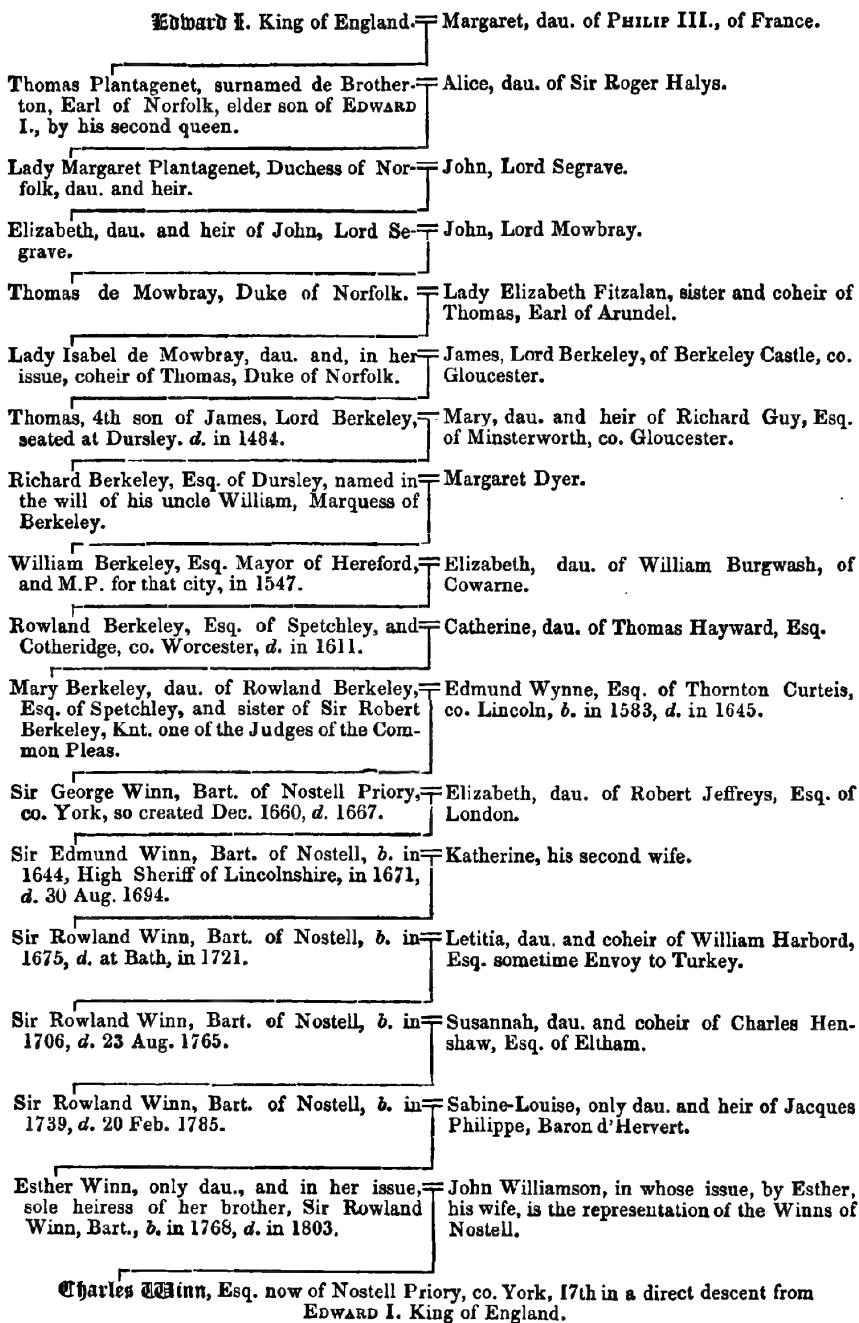 Edward I. King of England. = Margaret, dau. of PHILIP III., of France.
Thomas Plantagenet, surnamed de Brother- = Alice, dau. of Sir Roger Halys.
ton, Earl of Norfolk, elder son of EDWARD
I., by his second queen.
Lady Margaret Plantagenet, Duchess of Nor- = John, Lord Segrave.
folk, dau. and heir.
Elizabeth, dau. and heir of John, Lord Se- = John, Lord Mowbray.
grave.
Thomas de Mowbray, Duke of Norfolk. = Lady Elizabeth Fitzalan, sister and coheir of
Thomas, Earl of Arundel.
Lady Isabel de Mowbray, dau. and, in her = James, Lord Berkeley, of Berkeley Castle, co.
issue, coheir of Thomas, Duke of Norfolk. Gloucester.
Thomas, 4th son of James, Lord Berkeley, = Mary, dau. and heir of Richard Guy, Esq.
seated at Dursley. d. in 1484. of Minsterworth, co. Gloucester.
Richard Berkeley, Esq. of Dursley, named in = Margaret Dyer.
the will of his uncle William, Marquess of
Berkeley.
William Berkeley, Esq. Mayor of Hereford, = Elizabeth, dau. of William Burgwash, of
and M.P. for that city, in 1547. Cowarne.
Rowland Berkeley, Esq. of Spetchley, and = Catherine, dau. of Thomas Hayward, Esq.
Cotheridge, co. Worcester, d. in 1611.
Mary Berkeley, dau. of Rowland Berkeley, = Edmund Wynne, Esq. of Thornton Curteis,
Esq. of Spetchley, and sister of Sir Robert co. Lincoln, b. in 1583, d. in 1645.
Berkeley, Knt. one of the Judges of the Com-
mon Pleas.
Sir George Winn, Bart. of Nostell Priory, = Elizabeth, dau. of Robert Jeffreys, Esq. of
co. York, so created Dec. 1660, d. 1667. London.
Sir Edmund Winn, Bart. of Nostell, b. in = Katherine, his second wife.
1644, High Sheriff of Lincolnshire, in 1671,
d. 30 Aug. 1694.
Sir Rowland Winn, Bart. of Nostell, b. in = Letitia, dau. and coheir of William Harbord,
1675, d. at Bath, in 1721. Esq. sometime Envoy to Turkey.
Sir Rowland Winn, Bart. of Nostell, b. in = Susannah, dau. and coheir of Charles Hen-
1706, d. 23 Aug. 1765. shaw, Esq. of Eltham.
Sir Rowland Winn, Bart. of Nostell, b. in = Sabine-Louise, only dau. and heir of Jacques
1739, d. 20 Feb. 1785. Philippe, Baron d'Hervert.
Esther Winn, only dau., and in her issue, = John Williamson, in whose issue, by Esther,
sole heiress of her brother, Sir Rowland his wife, is the representation of the Winns of
Winn, Bart., b. in 1768, d. in 1803. Nostell.
Charles Winn, Esq. now of Nostell Priory, co. York, 17th in a direct descent from
EDWARD I. King of England.